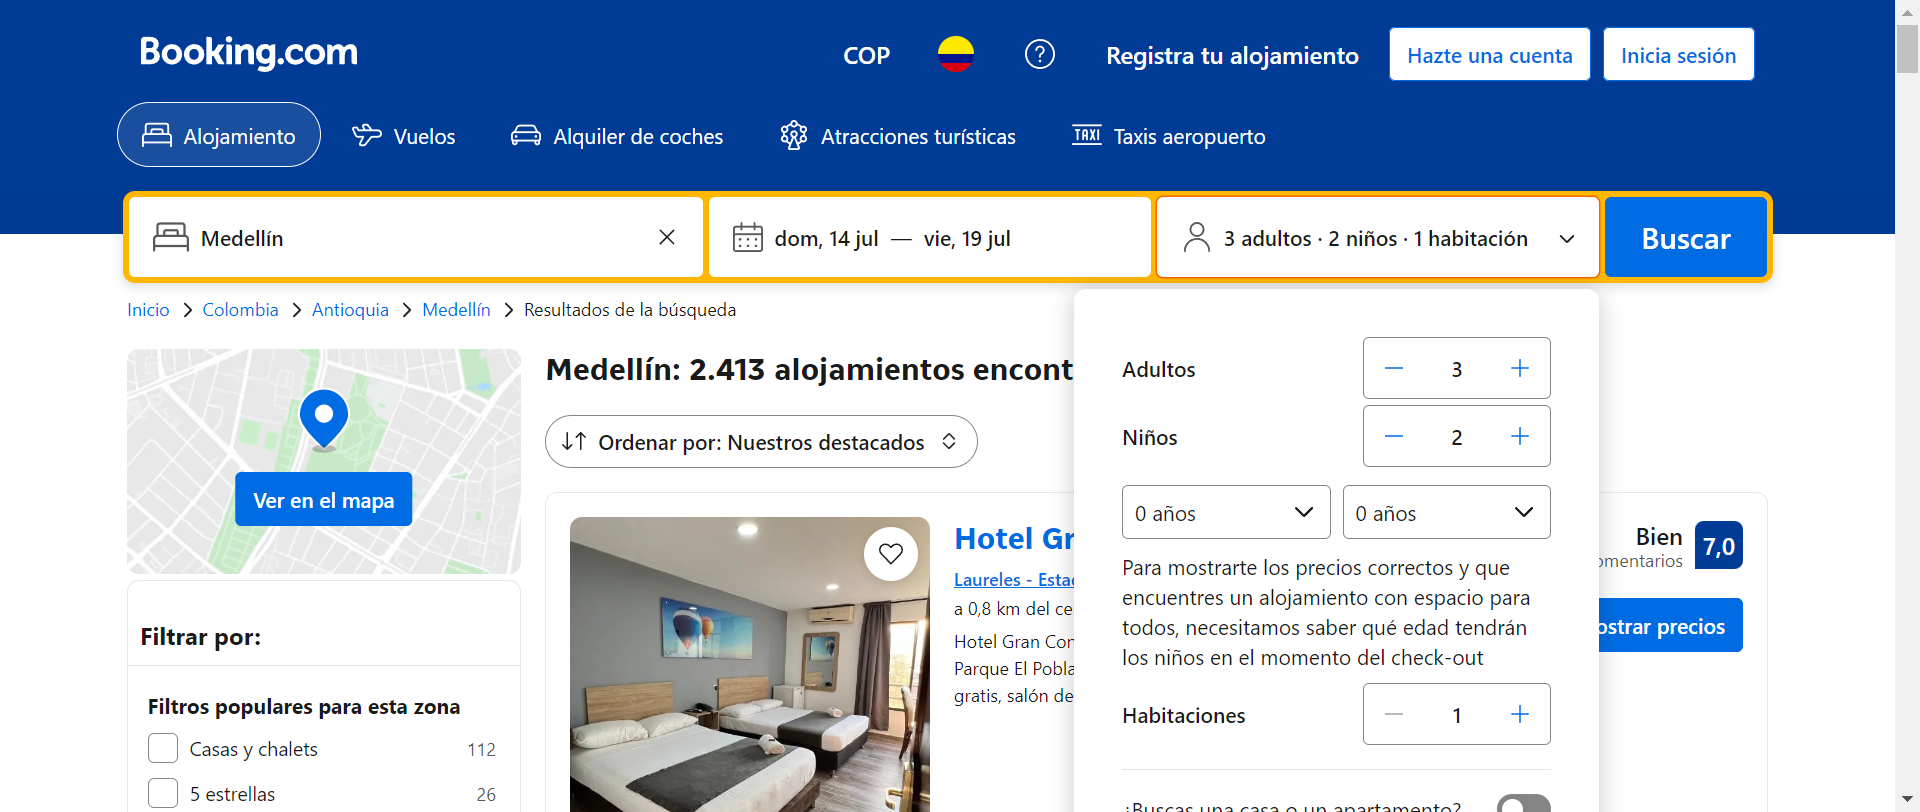 Booking.com
COP
Registra tu alojamiento
Hazte una cuenta
Inicia sesión
Alojamiento
Vuelos
Alquiler de coches
Atracciones turísticas
TAXI
Taxis aeropuerto
Medellín
dom, 14 jul — vie, 19 jul
3 adultos · 2 niños · 1 habitación
Buscar
Inicio > Colombia > Antioquia > Medellín > Resultados de la búsqueda
Ver en el mapa
Filtrar por:
Filtros populares para esta zona
Casas y chalets 112
5 estrellas 26
Medellín: 2.413 alojamientos encont
Ordenar por: Nuestros destacados
Hotel Gr
Laureles - Estad
a 0,8 km del ce
Hotel Gran Con
Parque El Pobla
gratis, salón de
Bien
omentarios
7,0
ostrar precios
Adultos
3
Niños
2
0 años
0 años
Para mostrarte los precios correctos y que
encuentres un alojamiento con espacio para
todos, necesitamos saber qué edad tendrán
los niños en el momento del check-out
Habitaciones
1
¿Buscas una casa o un apartamento?